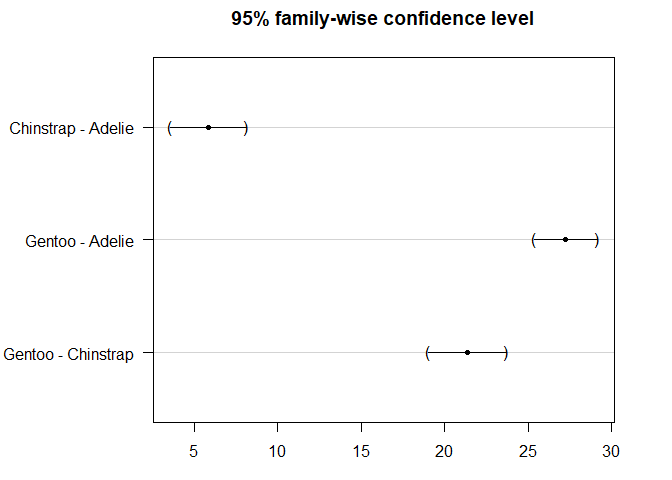 95% family-wise confidence level
Chinstrap - Adelie
Gentoo - Adelie
Gentoo - Chinstrap
5 10 15 20 25 30